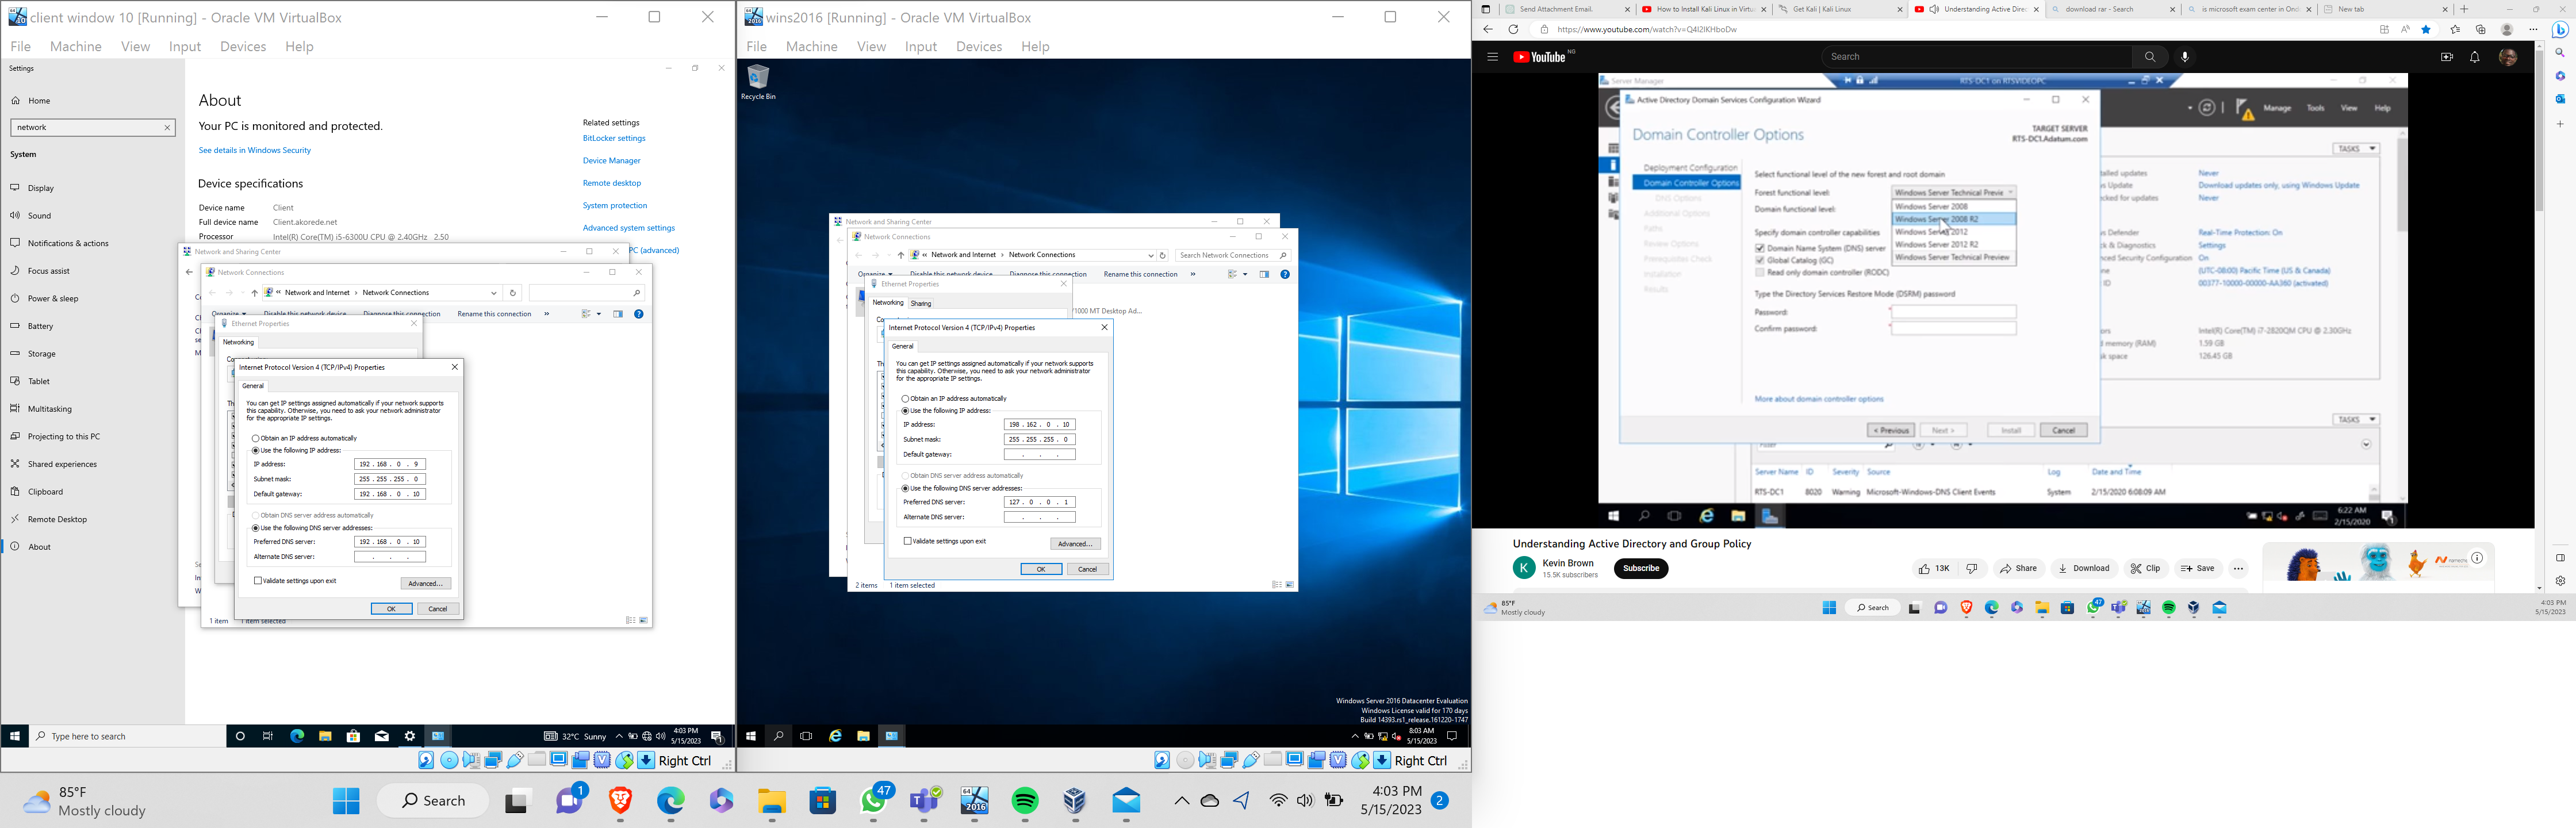 client window 10 [Running] - Oracle VM VirtualBox
File Machine View Input Devices Help
Settings
Home
network
System
Display
Sound
Notifications & actions
Focus assist
Power & sleep
Battery
Storage
Tablet
Multitasking
Projecting to this PC
Shared experiences
Clipboard
Remote Desktop
About
About
Your PC is monitored and protected.
See details in Windows Security
Device specifications
Device name Client
Full device name Client.akorede.net
Processor Intel(R) Core(TM) i5-6300U CPU @ 2.40GHz 2.50
Related settings
BitLocker settings
Device Manager
Remote desktop
System protection
Advanced system settings
PC (advanced)
Network and Sharing Center
Network Connections
« Network and Internet › Network Connections
Organize Disable this network device Diagnose this connection Rename this connection »
Ethernet Properties
Networking
Internet Protocol Version 4 (TCP/IPv4) Properties
General
You can get IP settings assigned automatically if your network supports
this capability. Otherwise, you need to ask your network administrator
for the appropriate IP settings.
Obtain an IP address automatically
Use the following IP address:
IP address: 192 . 168 . 0 . 9
Subnet mask: 255 . 255 . 255 . 0
Default gateway: 192 . 168 . 0 . 10
Obtain DNS server address automatically
Use the following DNS server addresses:
Preferred DNS server: 192 . 168 . 0 . 10
Alternate DNS server: . . .
Validate settings upon exit
Advanced...
OK Cancel
1 item 1 item selected
Type here to search
32°C Sunny
4:03 PM
5/15/2023
Right Ctrl
wins2016 [Running] - Oracle VM VirtualBox
File Machine View Input Devices Help
Recycle Bin
Network and Sharing Center
Network Connections
« Network and Internet › Network Connections
Search Network Connections
Organize Disable this network device Diagnose this connection Rename this connection »
Ethernet Properties
Networking Sharing
/1000 MT Desktop Ad...
Internet Protocol Version 4 (TCP/IPv4) Properties
General
You can get IP settings assigned automatically if your network supports
this capability. Otherwise, you need to ask your network administrator
for the appropriate IP settings.
Obtain an IP address automatically
Use the following IP address:
IP address: 198 . 162 . 0 . 10
Subnet mask: 255 . 255 . 255 . 0
Default gateway: . . .
Obtain DNS server address automatically
Use the following DNS server addresses:
Preferred DNS server: 127 . 0 . 0 . 1
Alternate DNS server: . . .
Validate settings upon exit
Advanced...
OK Cancel
2 items 1 item selected
Windows Server 2016 Datacenter Evaluation
Windows License valid for 170 days
Build 14393.rs1_release.161220-1747
8:03 AM
5/15/2023
Right Ctrl
85°F
Mostly cloudy
Search
1
47
64
2016
4:03 PM
5/15/2023
2
Send Attachment Email.
How to Install Kali Linux in Virtu
Get Kali | Kali Linux
Understanding Active Direc
download rar - Search
is microsoft exam center in Ond
New tab
https://www.youtube.com/watch?v=Q4l2IKHboDw
YouTube NG
Search
Server Manager
RTS-DC1 on RTSVIDEOPC
Manage Tools View Help
Active Directory Domain Services Configuration Wizard
Domain Controller Options
TARGET SERVER
RTS-DC1.Adatum.com
Deployment Configuration
Domain Controller Options
DNS Options
Additional Options
Paths
Review Options
Prerequisites Check
Installation
Results
Select functional level of the new forest and root domain
Forest functional level: Windows Server Technical Previe
Domain functional level:
Windows Server 2008
Windows Server 2008 R2
Windows Server 2012
Windows Server 2012 R2
Windows Server Technical Preview
Specify domain controller capabilities
Domain Name System (DNS) server
Global Catalog (GC)
Read only domain controller (RODC)
Type the Directory Services Restore Mode (DSRM) password
Password:
Confirm password:
More about domain controller options
< Previous Next > Install Cancel
TASKS
Never
Download updates only, using Windows Update
Never
Real-Time Protection: On
Settings
On
(UTC-08:00) Pacific Time (US & Canada)
00377-10000-00000-AA360 (activated)
Intel(R) Core(TM) i7-2820QM CPU @ 2.30GHz
1.59 GB
126.45 GB
TASKS
Server Name ID Severity Source Log Date and Time
RTS-DC1 8020 Warning Microsoft-Windows-DNS Client Events System 2/15/2020 6:08:09 AM
6:22 AM
2/15/2020
Understanding Active Directory and Group Policy
K
Kevin Brown
15.5K subscribers
Subscribe
13K Share Download Clip Save
85°F
Mostly cloudy
Search
47
4:03 PM
5/15/2023